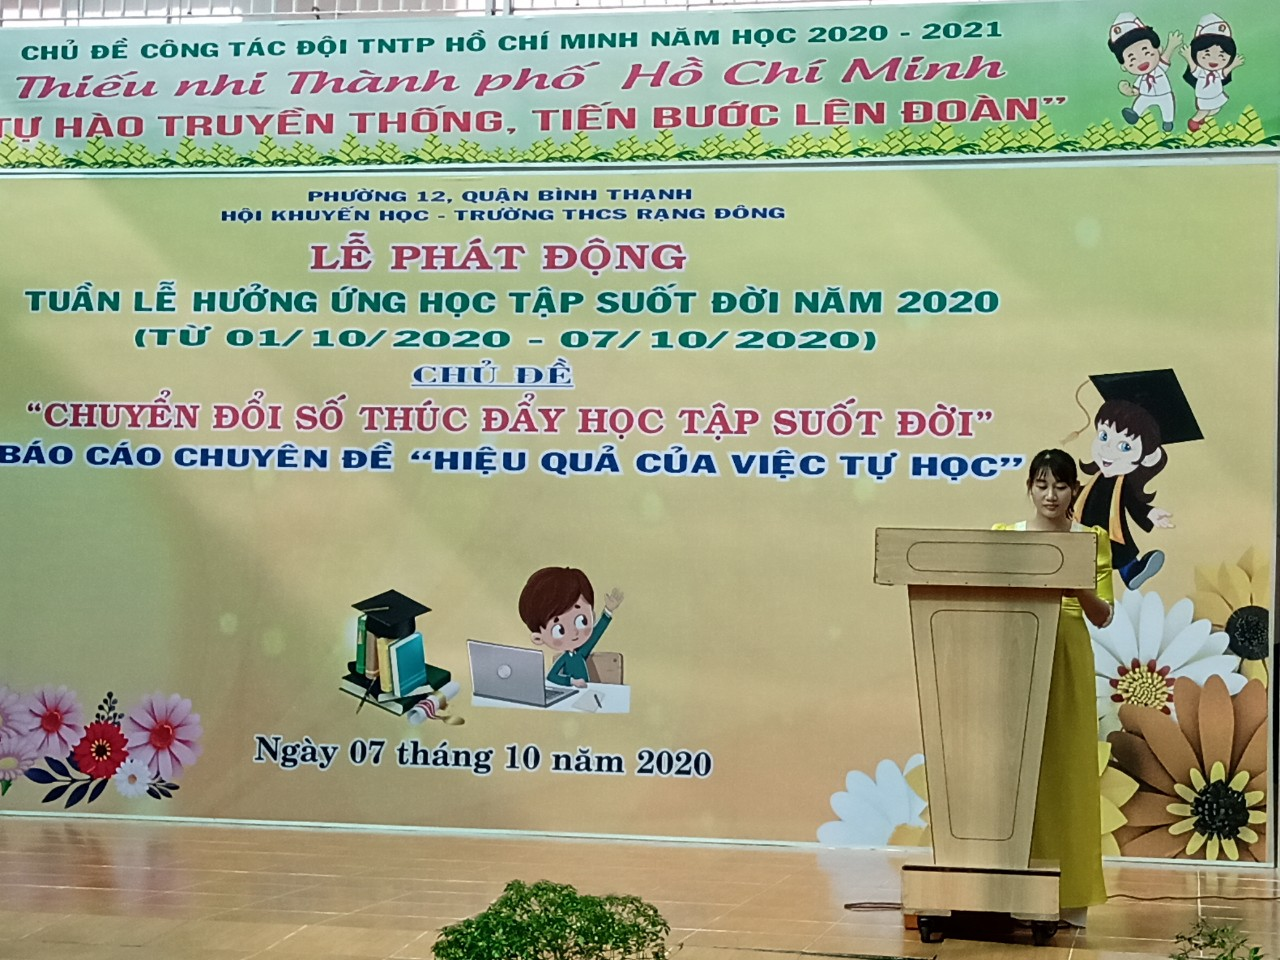 CHỦ ĐỀ CÔNG TÁC ĐỘI TNTP HỒ CHÍ MINH NĂM HỌC 2020 - 2021
Thiếu nhi Thành phố Hồ Chí Minh
TỰ HÀO TRUYỀN THỐNG, TIẾN BƯỚC LÊN ĐOÀN”
PHƯỜNG 12, QUẬN BÌNH THẠNH
HỘI KHUYẾN HỌC - TRƯỜNG THCS RẠNG ĐÔNG
LỄ PHÁT ĐỘNG
TUẦN LỄ HƯỞNG ỨNG HỌC TẬP SUỐT ĐỜI NĂM 2020
(TỪ 01/10/2020 - 07/10/2020)
CHỦ ĐỀ
“CHUYỂN ĐỔI SỐ THÚC ĐẨY HỌC TẬP SUỐT ĐỜI”
BÁO CÁO CHUYÊN ĐỀ “HIỆU QUẢ CỦA VIỆC TỰ HỌC”
Ngày 07 tháng 10 năm 2020